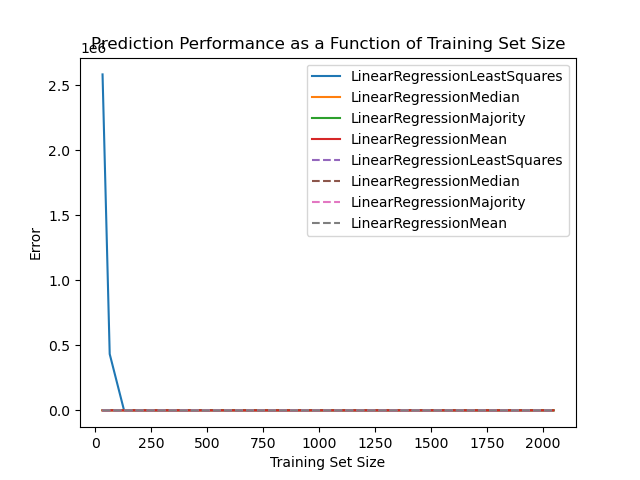 Prediction Performance as a Function of Training Set Size
1e6
LinearRegressionLeastSquares
LinearRegressionMedian
LinearRegressionMajority
LinearRegressionMean
LinearRegressionLeastSquares
LinearRegressionMedian
LinearRegressionMajority
LinearRegressionMean
2.5
2.0
1.5
1.0
0.5
0.0
Error
0 250 500 750 1000 1250 1500 1750 2000
Training Set Size